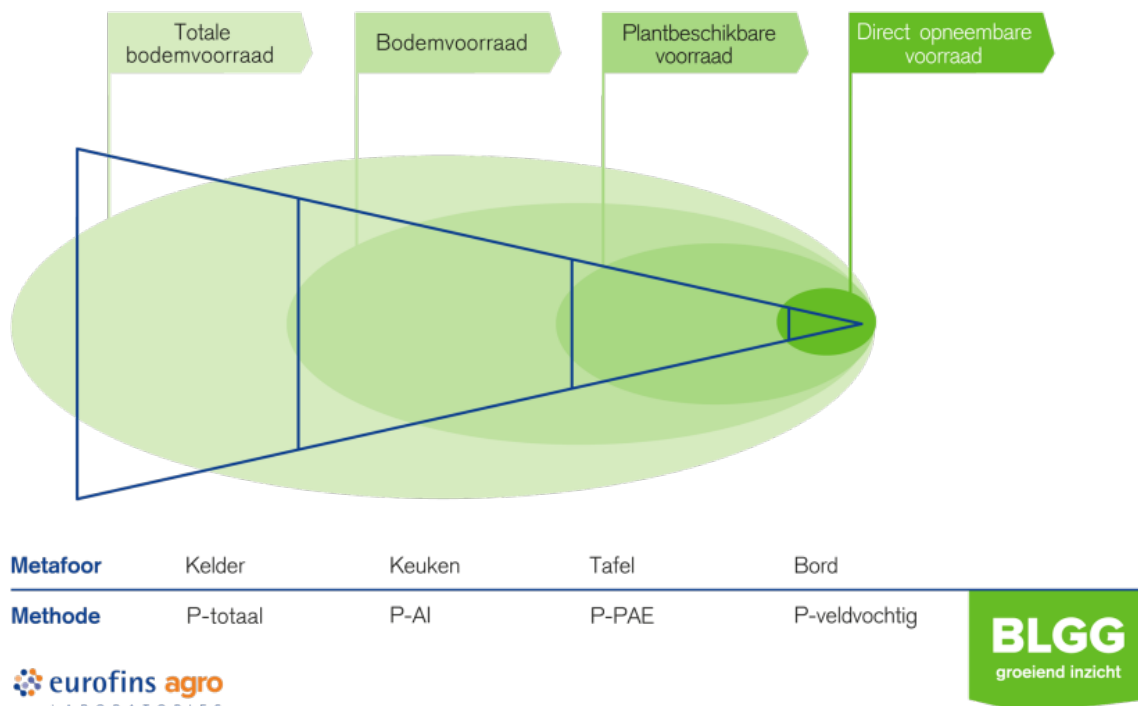 Totale
bodemvoorraad
Bodemvoorraad
Plantbeschikbare
voorraad
Direct opneembare
voorraad
Metafoor Kelder Keuken Tafel Bord
Methode P-totaal P-Al P-PAE P-veldvochtig
BLGG
groeiend inzicht
eurofins agro